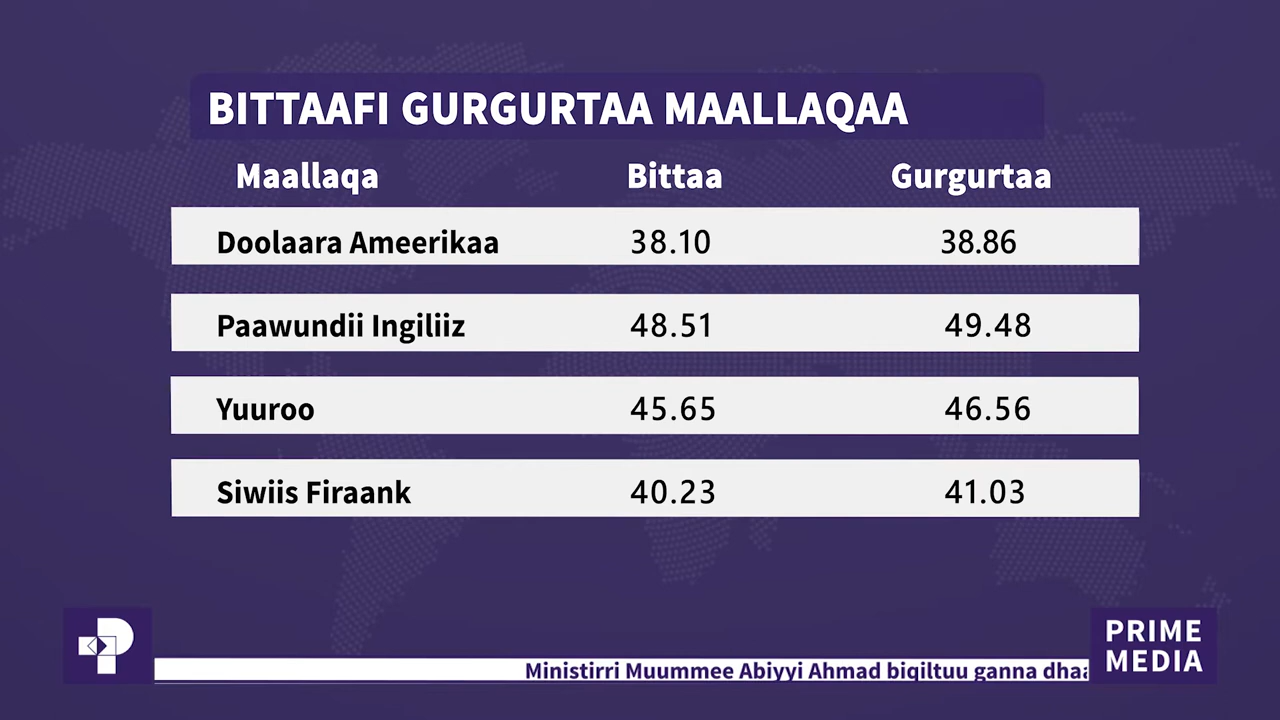 BITTAAFI GURGURTAA MAALLAQAA
Maallaqa Bittaa Gurgurtaa
Doolaara Ameerikaa 38.10 38.86
Paawundii Ingiliiz 48.51 49.48
Yuuroo 45.65 46.56
Siwiis Firaank 40.23 41.03
PRIME
MEDIA
Ministirri Muummee Abiyyi Ahmad biqiltuu ganna